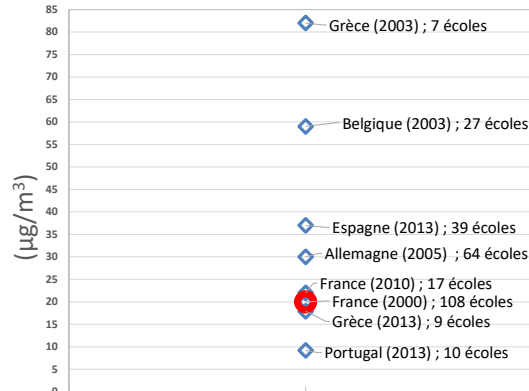 85
Grèce (2003) ; 7 écoles
80
75
70
65
60
Belgique (2003) ; 27 écoles
55
50
45
40
Espagne (2013) ; 39 écoles
35
Allemagne (2005) ; 64 écoles
30
25
France (2010) ; 17 écoles
20
France (2000) ; 108 écoles
15
Grèce (2013) ; 9 écoles
10
Portugal (2013) ; 10 écoles
5
0
(µg/m³)